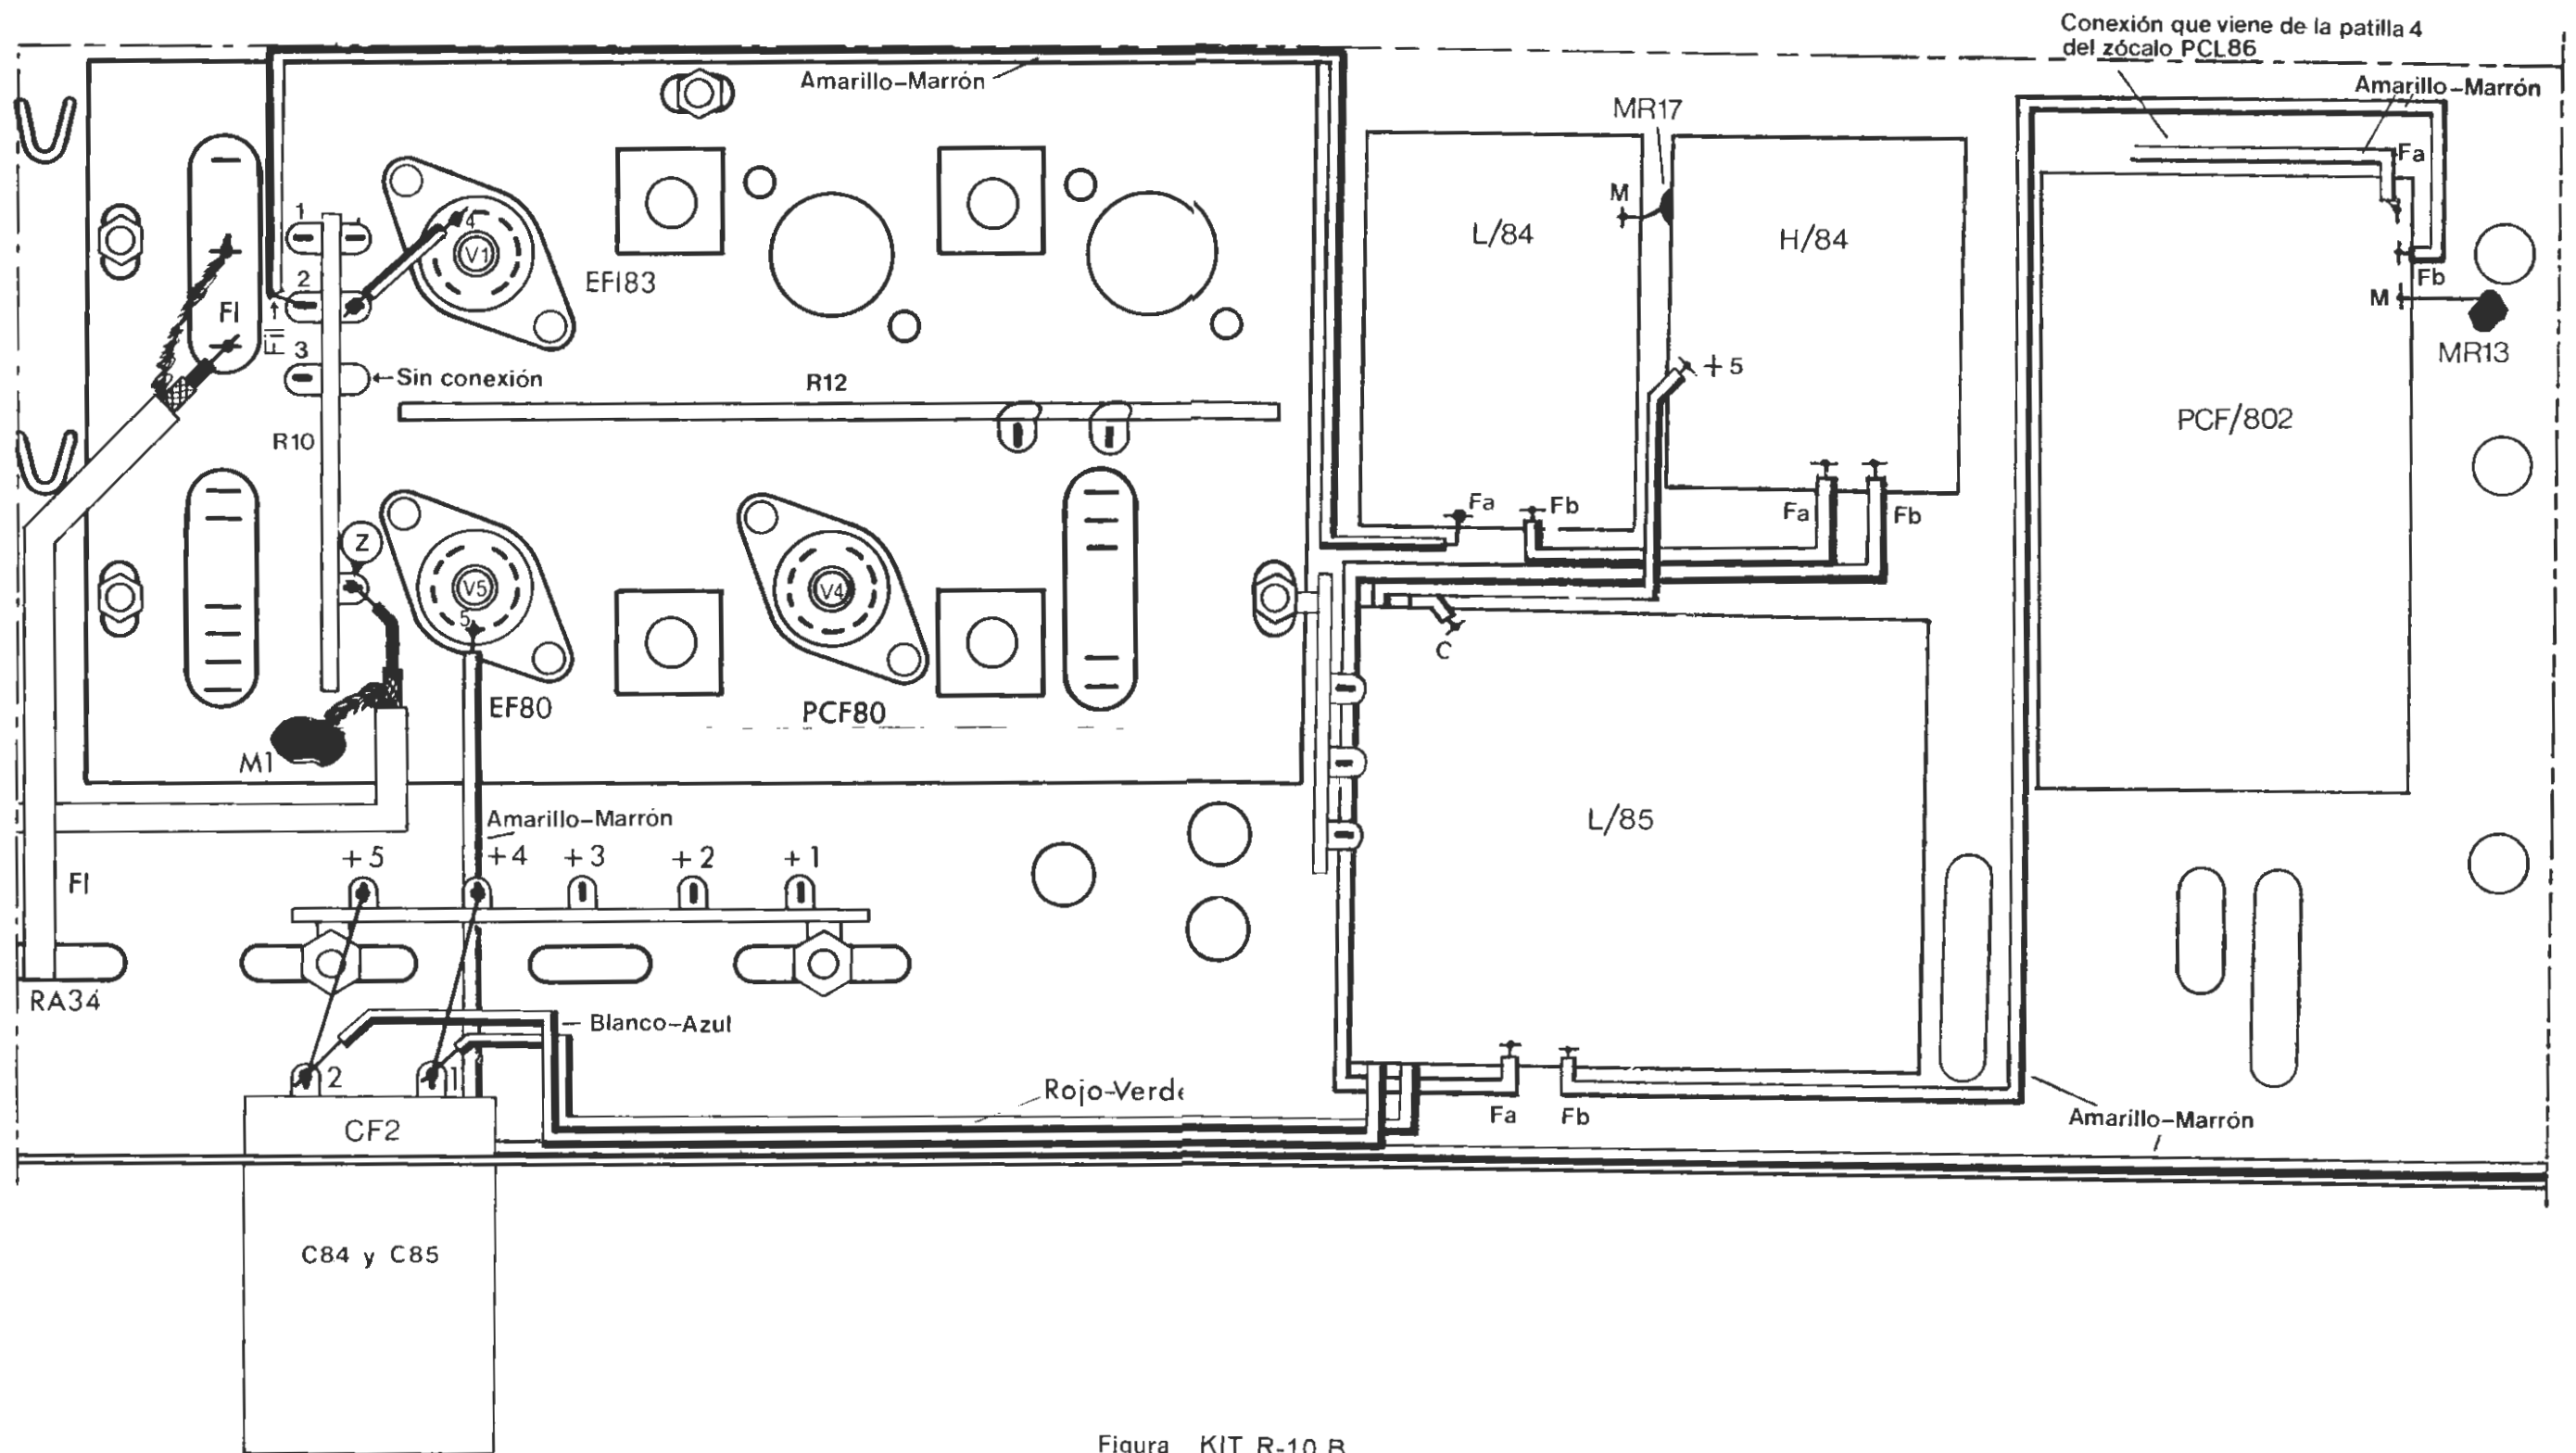 Conexión que viene de la patilla 4
del zócalo PCL86
Amarillo-Marrón
Amarillo-Marrón
MR17
Fa
M
1
4
V1
L/84
H/84
EFI83
2
Fb
FI
Fil
M
3
MR13
Sin conexión
R12
+5
R10
PCF/802
Fa
Fb
Fa
Fb
Z
V5
V4
5
C
EF80
PCF80
M1
Amarillo-Marrón
L/85
+5
+4
+3
+2
+1
FI
RA34
Blanco-Azul
2
1
Rojo-Verde
Fa
Fb
Amarillo-Marrón
CF2
C84 y C85
Figura KIT R-10 B